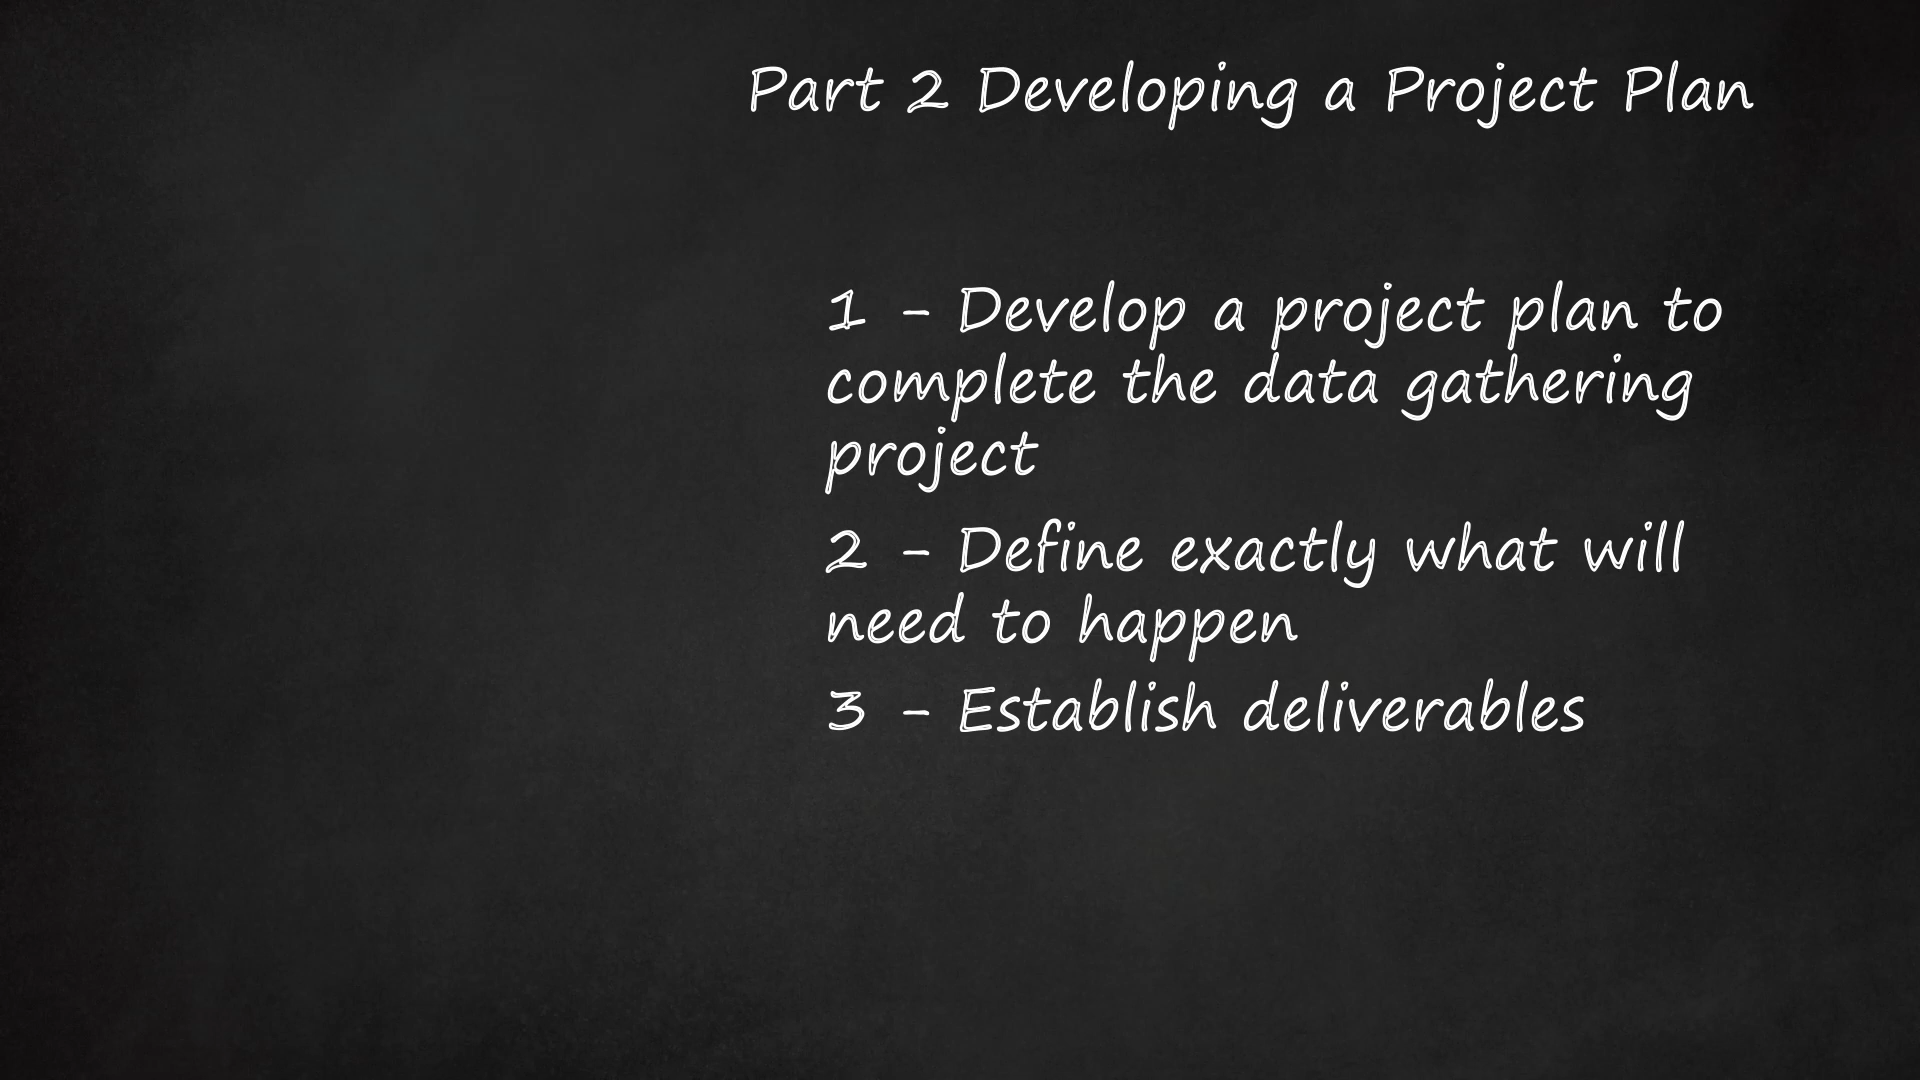 Part 2 Developing a Project Plan
1 - Develop a project plan to
complete the data gathering
project
2 - Define exactly what will
need to happen
3 - Establish deliverables